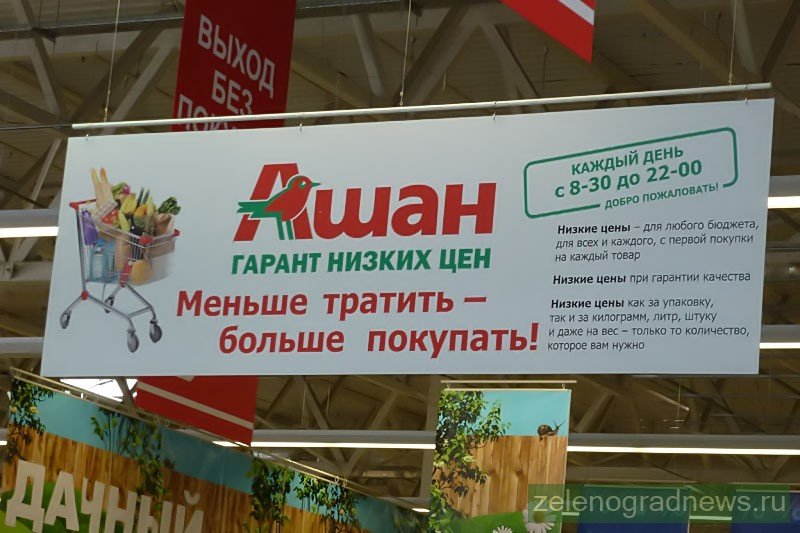 ВЫХОД
БЕЗ
Ашан
ГАРАНТ НИЗКИХ ЦЕН
Меньше тратить –
больше покупать!
КАЖДЫЙ ДЕНЬ
с 8-30 до 22-00
ДОБРО ПОЖАЛОВАТЬ!
Низкие цены – для любого бюджета,
для всех и каждого, с первой покупки
на каждый товар
Низкие цены при гарантии качества
Низкие цены как за упаковку,
так и за килограмм, литр, штуку
и даже на вес – только то количество,
которое вам нужно
ДАЧНЫЙ
zelenogradnews.ru